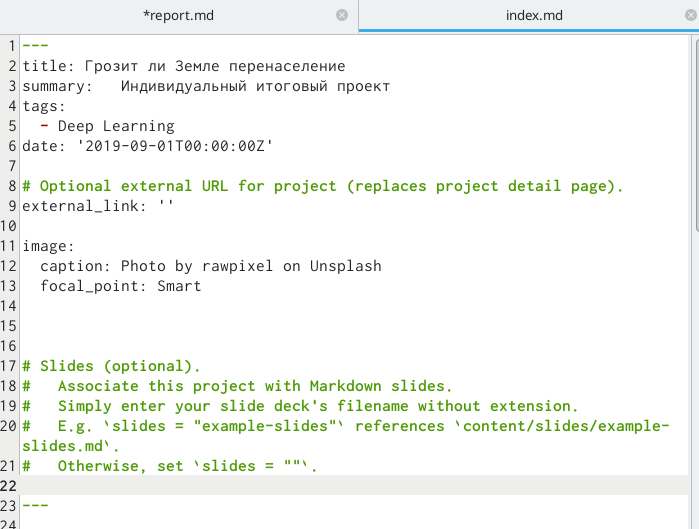 *report.md
index.md
1 ---
2 title: Грозит ли Земле перенаселение
3 summary:   Индивидуальный итоговый проект
4 tags:
5   - Deep Learning
6 date: '2019-09-01T00:00:00Z'
7
8 # Optional external URL for project (replaces project detail page).
9 external_link: ''
10
11 image:
12   caption: Photo by rawpixel on Unsplash
13   focal_point: Smart
14
15
16
17 # Slides (optional).
18 #   Associate this project with Markdown slides.
19 #   Simply enter your slide deck's filename without extension.
20 #   E.g. `slides = "example-slides"` references `content/slides/example-
slides.md`.
21 #   Otherwise, set `slides = ""`.
22
23 ---
24